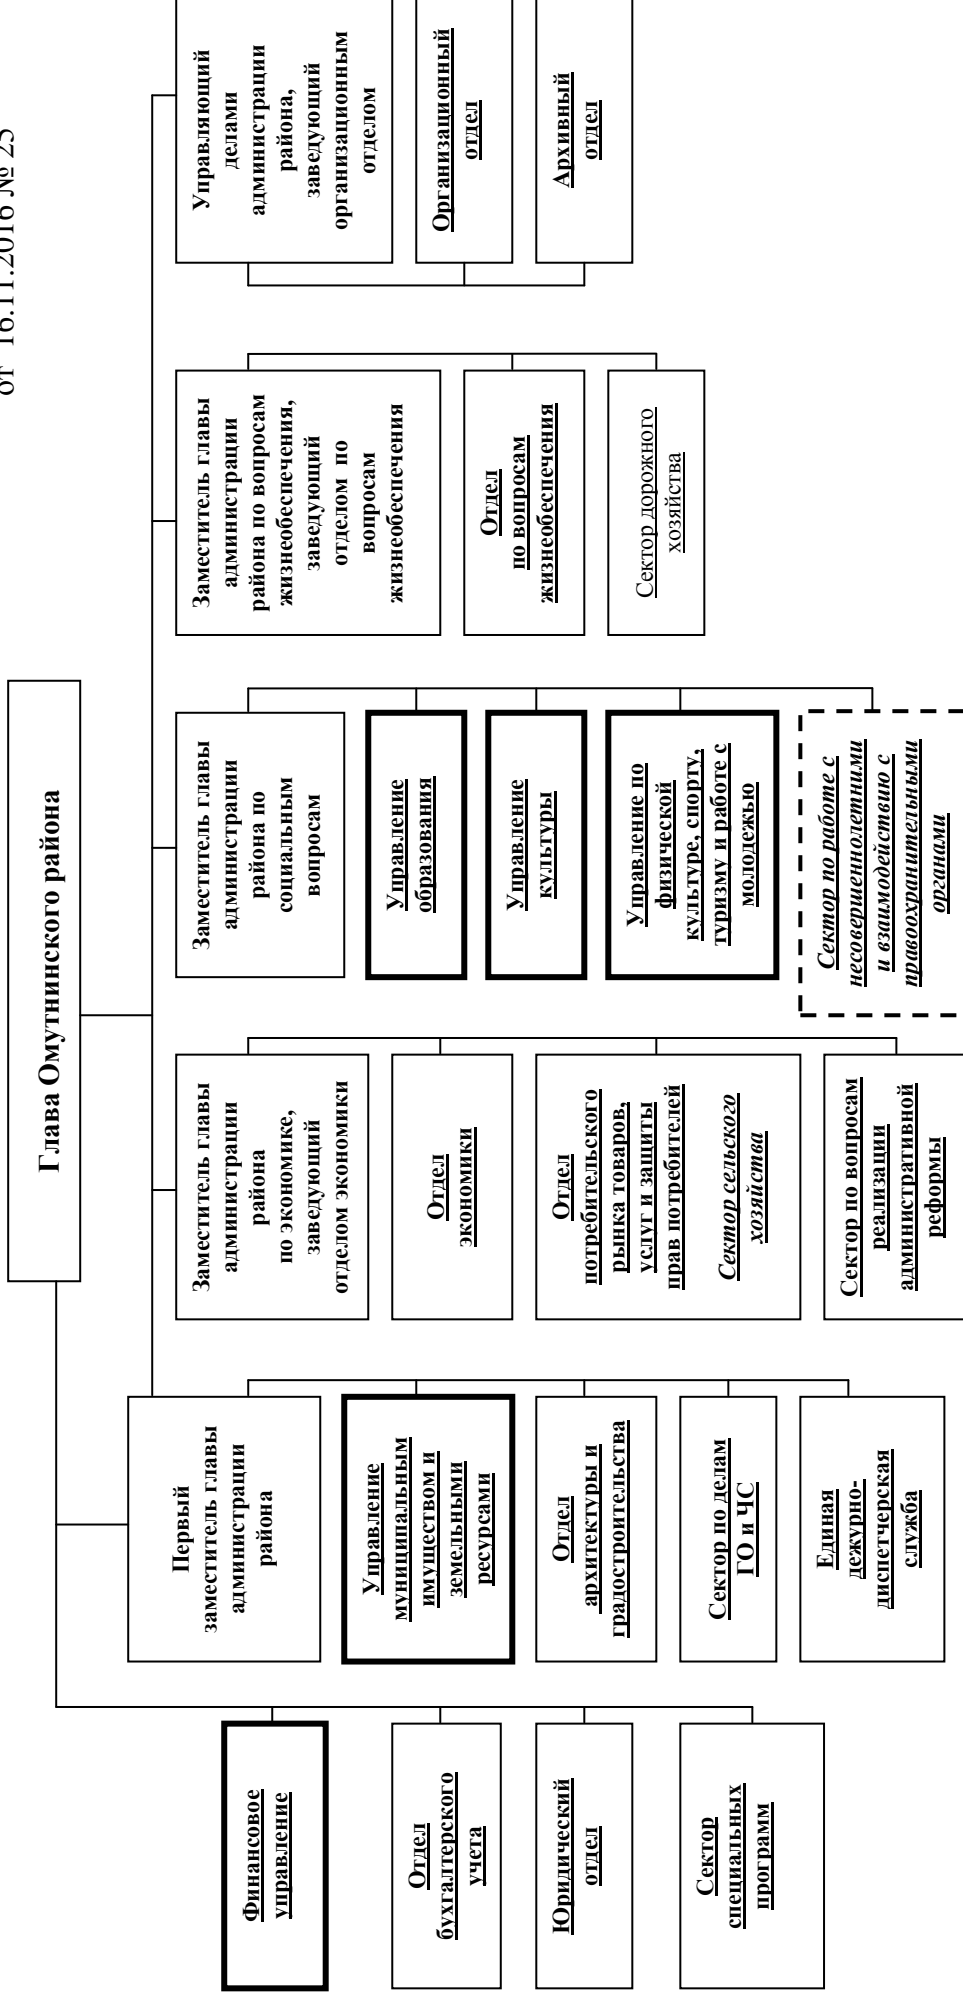 от 16.11.2016 № 25
Глава Омутнинского района
Финансовое
управление
Отдел
бухгалтерского
учета
Юридический
отдел
Сектор
специальных
программ
Первый
заместитель главы
администрации
района
Управление
муниципальным
имуществом и
земельными
ресурсами
Отдел
архитектуры и
градостроительства
Сектор по делам
ГО и ЧС
Единая
дежурно-
диспетчерская
служба
Заместитель главы
администрации
района
по экономике,
заведующий
отделом экономики
Отдел
экономики
Отдел
потребительского
рынка товаров,
услуг и защиты
прав потребителей
Сектор сельского
хозяйства
Сектор по вопросам
реализации
административной
реформы
Заместитель главы
администрации
района по
социальным
вопросам
Управление
образования
Управление
культуры
Управление по
физической
культуре, спорту,
туризму и работе с
молодежью
Сектор по работе с
несовершеннолетними
и взаимодействию с
правоохранительными
органами
Заместитель главы
администрации
района по вопросам
жизнеобеспечения,
заведующий
отделом по
вопросам
жизнеобеспечения
Отдел
по вопросам
жизнеобеспечения
Сектор дорожного
хозяйства
Управляющий
делами
администрации
района,
заведующий
организационным
отделом
Организационный
отдел
Архивный
отдел